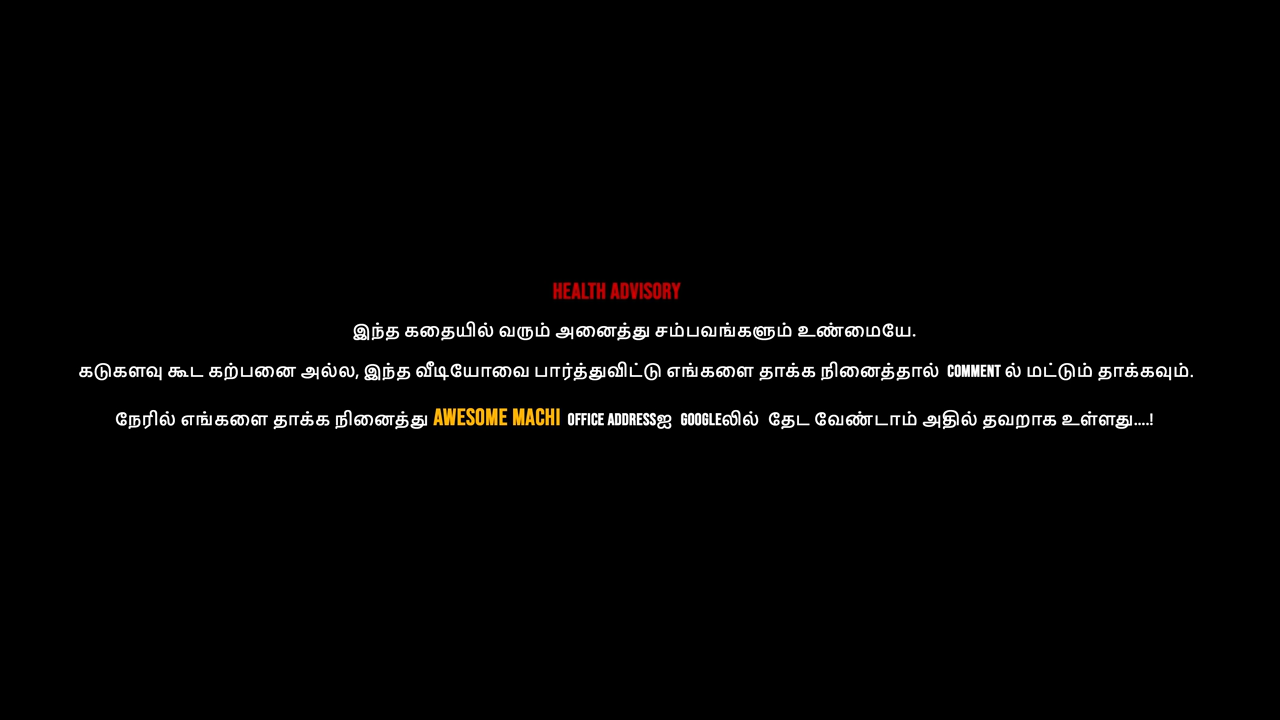 HEALTH ADVISORY
இந்த கதையில் வரும் அனைத்து சம்பவங்களும் உண்மையே.
கடுகளவு கூட கற்பனை அல்ல, இந்த வீடியோவை பார்த்துவிட்டு எங்களை தாக்க நினைத்தால் COMMENT ல் மட்டும் தாக்கவும்.
நேரில் எங்களை தாக்க நினைத்து AWESOME MACHI OFFICE ADDRESSஐ GOOGLEலில் தேட வேண்டாம் அதில் தவறாக உள்ளது....!